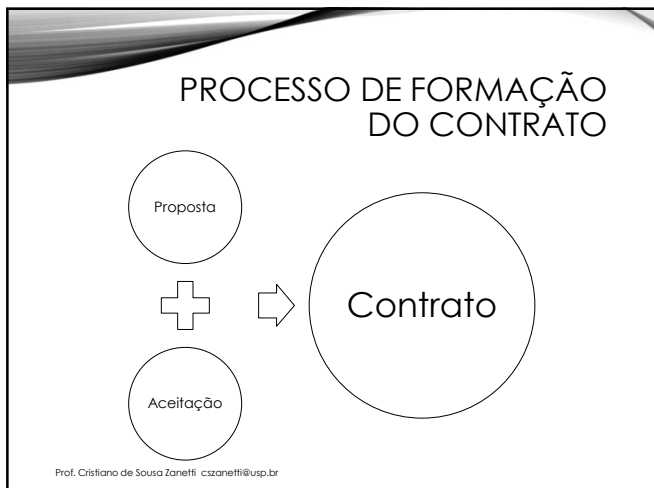 PROCESSO DE FORMAÇÃO
DO CONTRATO
Proposta
Aceitação
Contrato
Prof. Cristiano de Sousa Zanetti cszanetti@usp.br